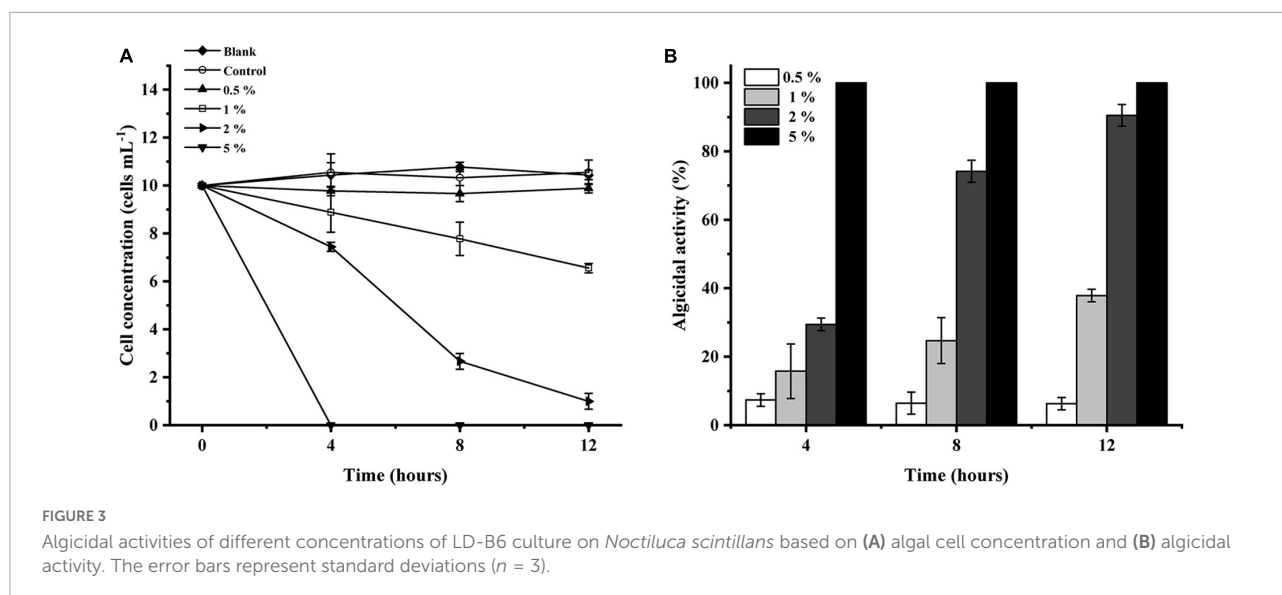 A
Blank
Control
0.5 %
1 %
2 %
5 %
14
12
10
8
6
4
2
0
Cell concentration (cells mL⁻¹)
0 4 8 12
Time (hours)
B
0.5 %
1 %
2 %
5 %
100
80
60
40
20
0
Algicidal activity (%)
4 8 12
Time (hours)
FIGURE 3
Algicidal activities of different concentrations of LD-B6 culture on Noctiluca scintillans based on (A) algal cell concentration and (B) algicidal
activity. The error bars represent standard deviations (n = 3).